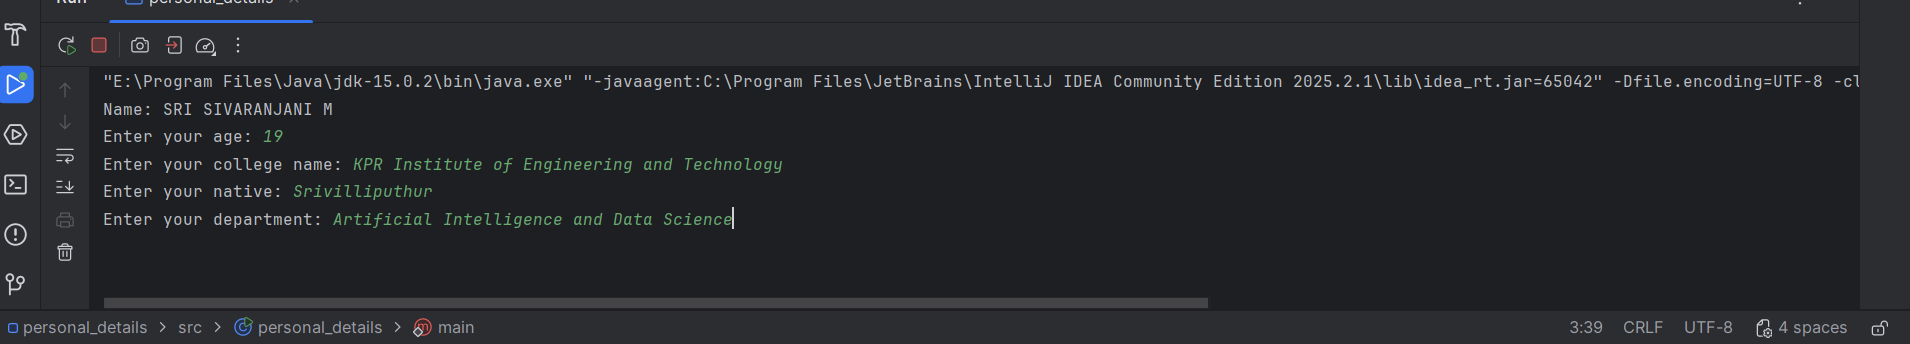 Run personal_details
"E:\Program Files\Java\jdk-15.0.2\bin\java.exe" "-javaagent:C:\Program Files\JetBrains\IntelliJ IDEA Community Edition 2025.2.1\lib\idea_rt.jar=65042" -Dfile.encoding=UTF-8 -cl
Name: SRI SIVARANJANI M
Enter your age: 19
Enter your college name: KPR Institute of Engineering and Technology
Enter your native: Srivilliputhur
Enter your department: Artificial Intelligence and Data Science
personal_details > src > personal_details > main 3:39 CRLF UTF-8 4 spaces